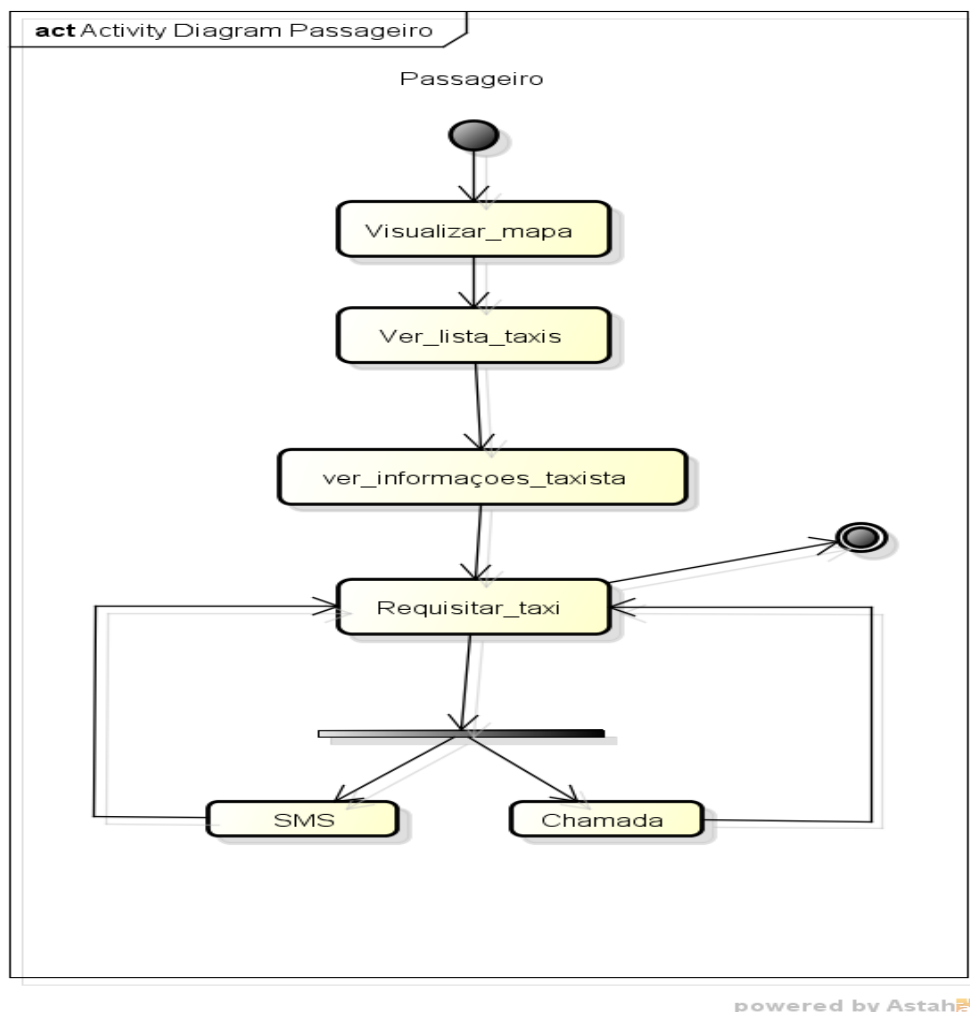 act Activity Diagram Passageiro
Passageiro
Visualizar_mapa
Ver_lista_taxis
ver_informaçoes_taxista
Requisitar_taxi
SMS
Chamada
powered by Astah